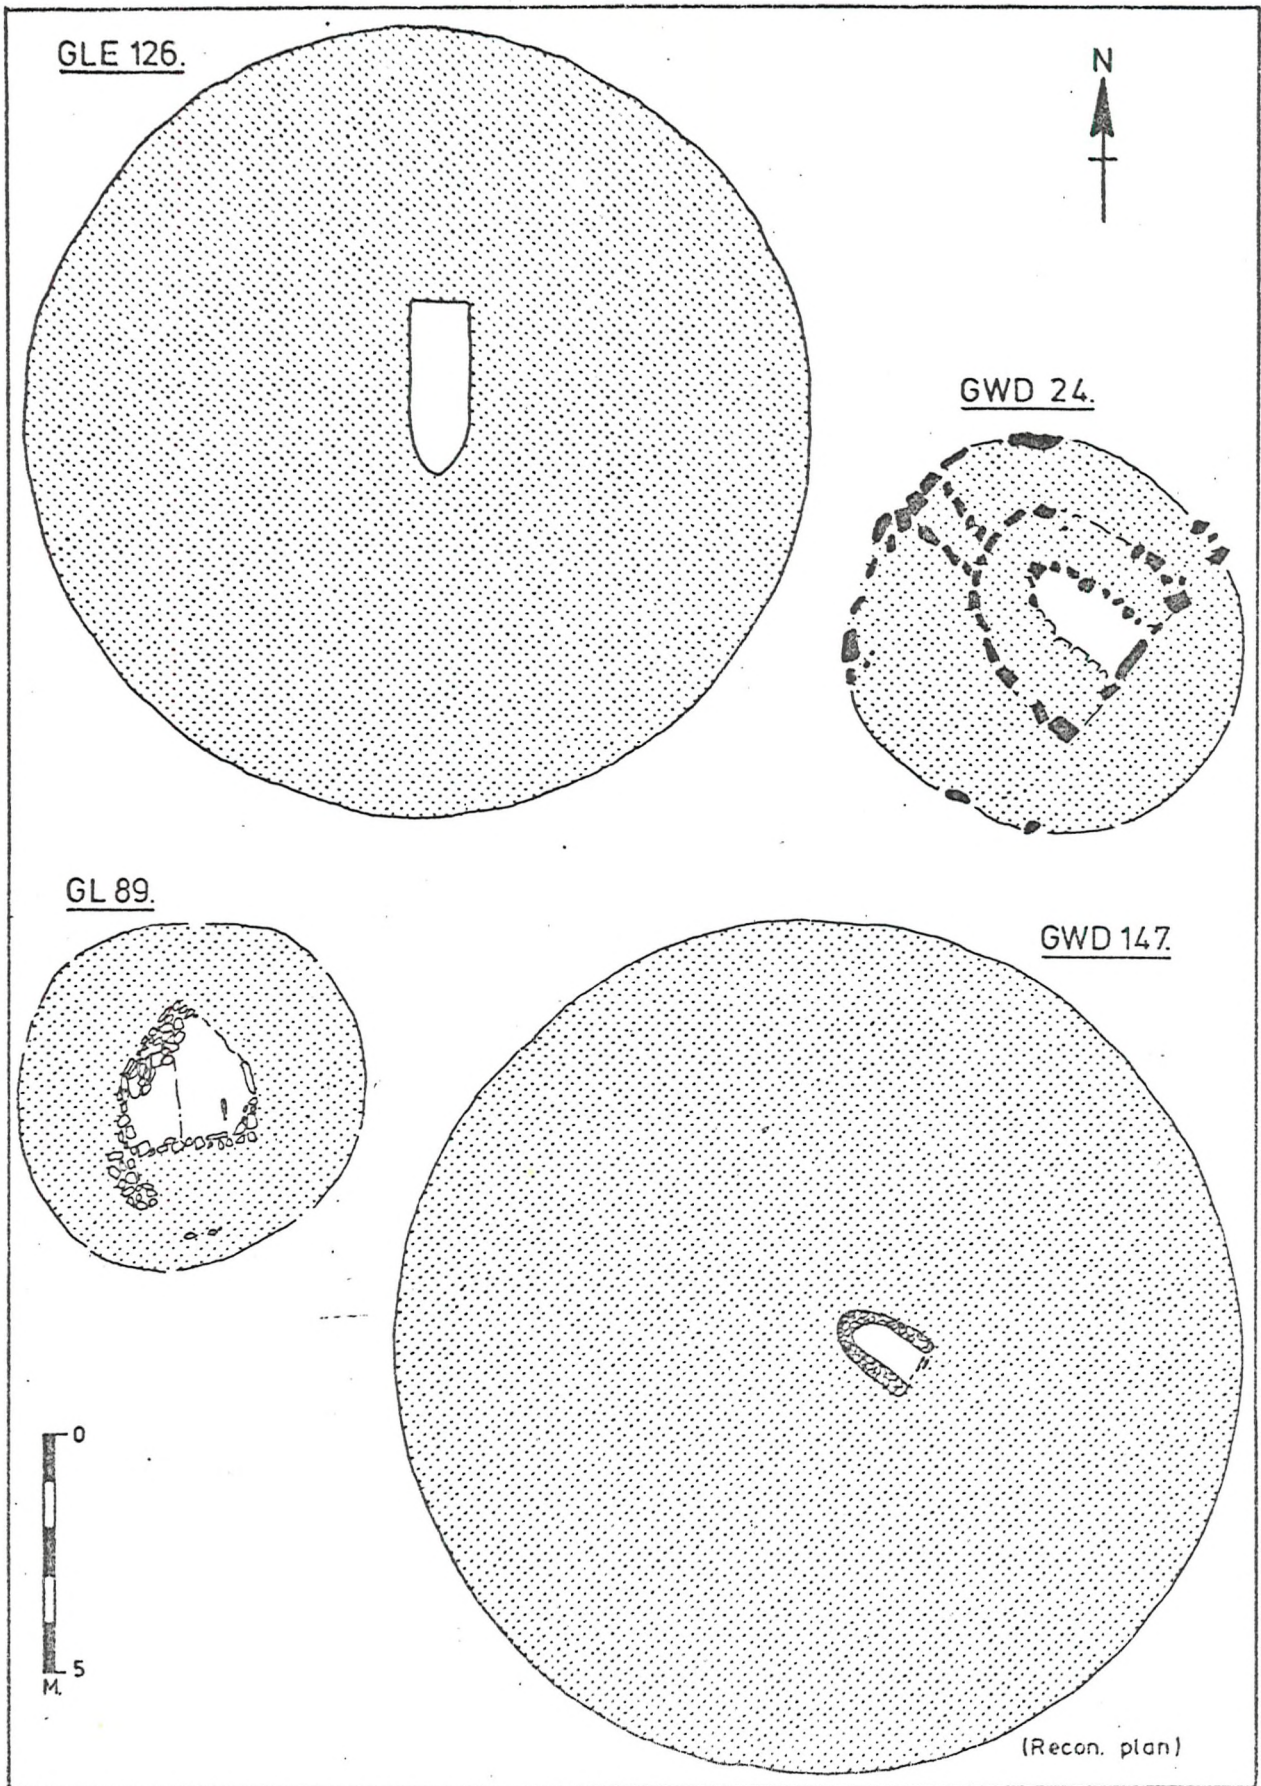 GLE 126.
N
GWD 24.
GL 89.
GWD 147.
0
5
M.
(Recon. plan)